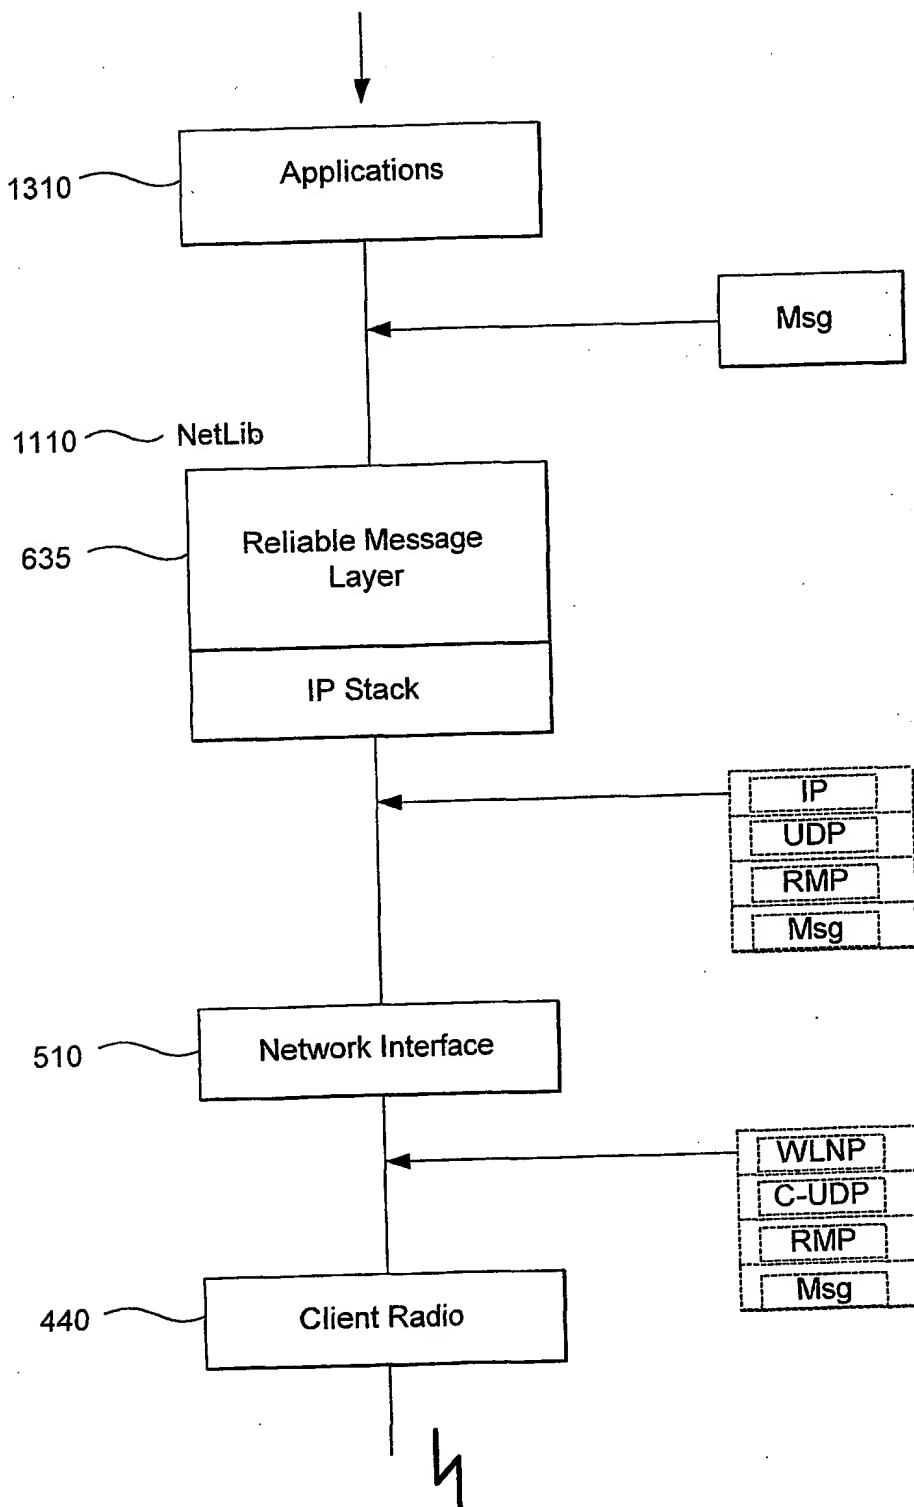 Applications
1310
Msg
1110 NetLib
635
Reliable Message
Layer
IP Stack
IP
UDP
RMP
Msg
510
Network Interface
WLNP
C-UDP
RMP
Msg
440
Client Radio